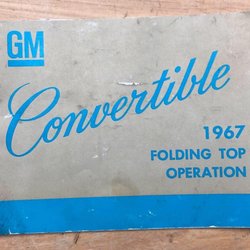 GM
Convertible
1967
FOLDING TOP
OPERATION